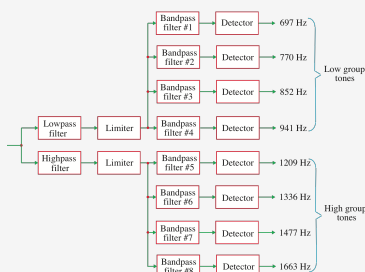 Bandpass
filter #1
Detector
697 Hz
Bandpass
filter #2
Detector
770 Hz
Bandpass
filter #3
Detector
852 Hz
Low group
tones
Lowpass
filter
Limiter
Bandpass
filter #4
Detector
941 Hz
Highpass
filter
Limiter
Bandpass
filter #5
Detector
1209 Hz
Bandpass
filter #6
Detector
1336 Hz
High group
tones
Bandpass
filter #7
Detector
1477 Hz
Bandpass
filter #8
Detector
1663 Hz